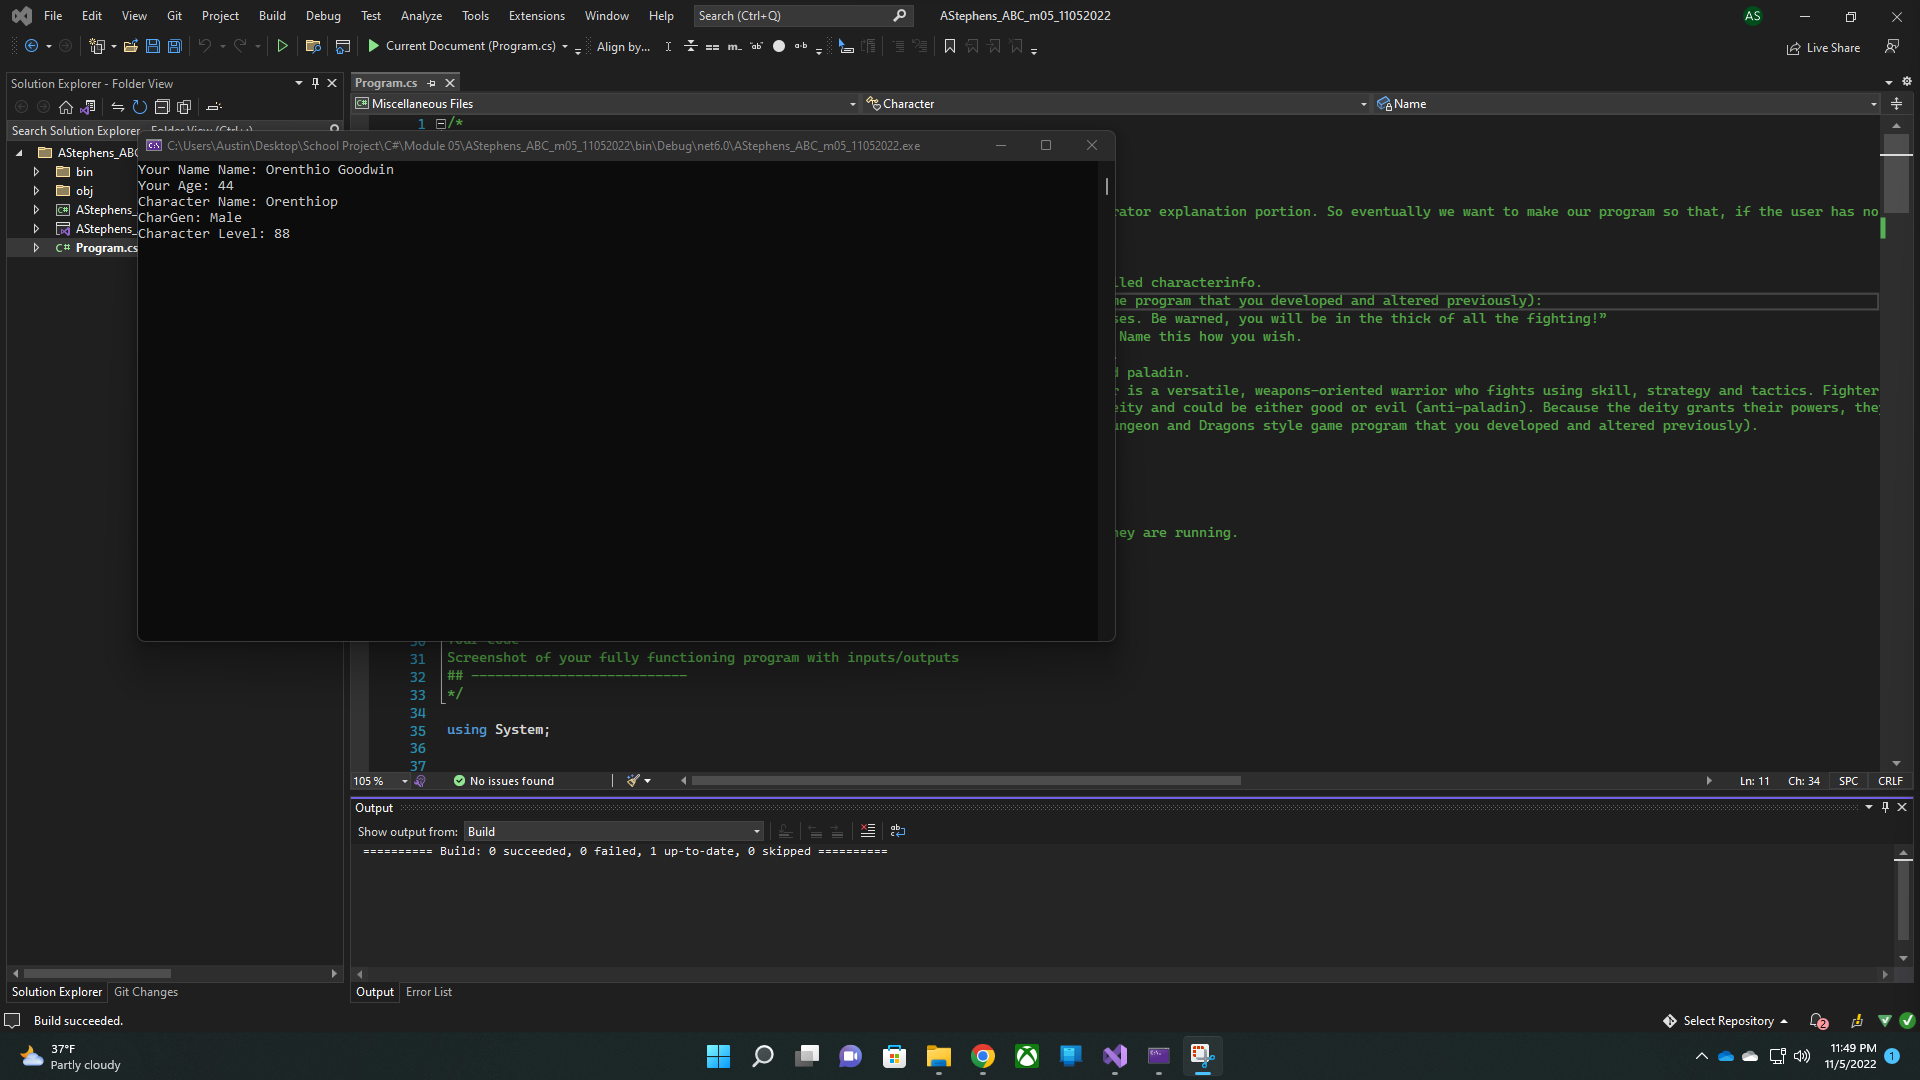 File Edit View Git Project Build Debug Test Analyze Tools Extensions Window Help Search (Ctrl+Q) AStephens_ABC_m05_11052022 AS
Current Document (Program.cs) Align by... Live Share
Solution Explorer - Folder View
Program.cs
Miscellaneous Files Character Name
Search Solution Explorer - Folder View (Ctrl+;)
1 /*
AStephens_ABC
bin
obj
AStephens_
AStephens_
Program.cs
C:\Users\Austin\Desktop\School Project\C#\Module 05\AStephens_ABC_m05_11052022\bin\Debug\net6.0\AStephens_ABC_m05_11052022.exe
Your Name Name: Orenthio Goodwin
Your Age: 44
Character Name: Orenthiop
CharGen: Male
Character Level: 88
rator explanation portion. So eventually we want to make our program so that, if the user has no
lled characterinfo.
me program that you developed and altered previously):
ses. Be warned, you will be in the thick of all the fighting!”
Name this how you wish.
d paladin.
r is a versatile, weapons-oriented warrior who fights using skill, strategy and tactics. Fighter
eity and could be either good or evil (anti-paladin). Because the deity grants their powers, they
ungeon and Dragons style game program that you developed and altered previously).
hey are running.
30 Your Code
31 Screenshot of your fully functioning program with inputs/outputs
32 ## ---------------------------
33 */
34
35 using System;
36
37
105 % No issues found Ln: 11 Ch: 34 SPC CRLF
Output
Show output from: Build
========== Build: 0 succeeded, 0 failed, 1 up-to-date, 0 skipped ==========
Solution Explorer Git Changes Output Error List
Build succeeded. Select Repository 2
37°F
Partly cloudy
11:49 PM
11/5/2022 1